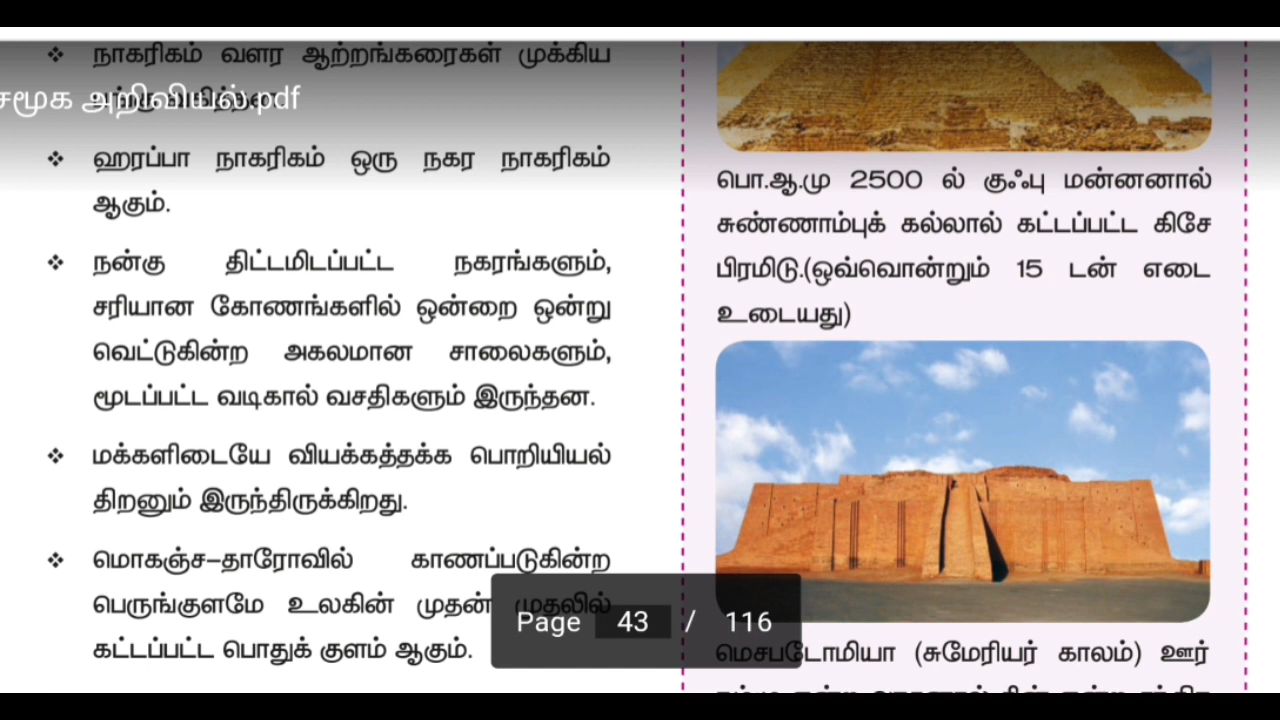 ❖ நாகரிகம் வளர ஆற்றங்கரைகள் முக்கிய
சமூக அறிவியல்.pdf
❖ ஹரப்பா நாகரிகம் ஒரு நகர நாகரிகம்
ஆகும்.
❖ நன்கு திட்டமிடப்பட்ட நகரங்களும்,
சரியான கோணங்களில் ஒன்றை ஒன்று
வெட்டுகின்ற அகலமான சாலைகளும்,
மூடப்பட்ட வடிகால் வசதிகளும் இருந்தன.
❖ மக்களிடையே வியக்கத்தக்க பொறியியல்
திறனும் இருந்திருக்கிறது.
❖ மொகஞ்ச–தாரோவில் காணப்படுகின்ற
பெருங்குளமே உலகின் முதன் முதலில்
கட்டப்பட்ட பொதுக் குளம் ஆகும்.
பொ.ஆ.மு 2500 ல் குஃபு மன்னனால்
சுண்ணாம்புக் கல்லால் கட்டப்பட்ட கிசே
பிரமிடு.(ஒவ்வொன்றும் 15 டன் எடை
உடையது)
Page 43 / 116
மெசபடோமியா (சுமேரியர் காலம்) ஊர்